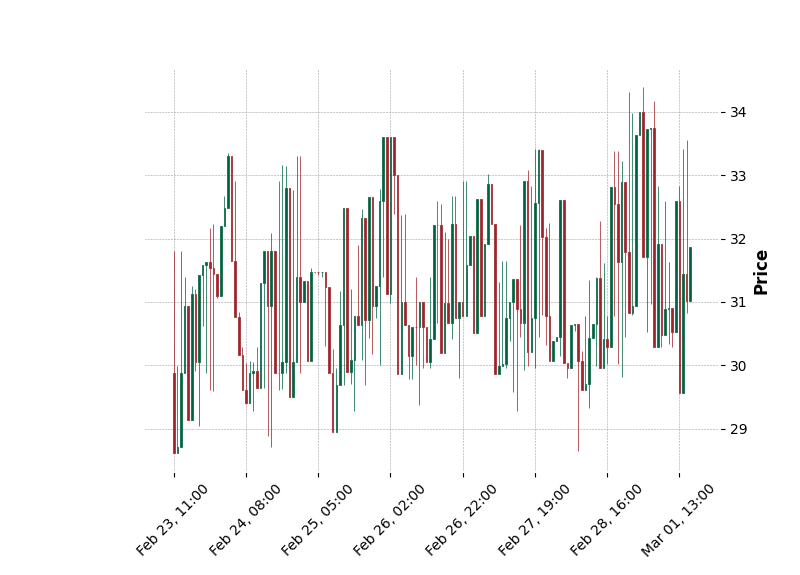 34
33
32
31
30
29
Price
Feb 23, 11:00
Feb 24, 08:00
Feb 25, 05:00
Feb 26, 02:00
Feb 26, 22:00
Feb 27, 19:00
Feb 28, 16:00
Mar 01, 13:00